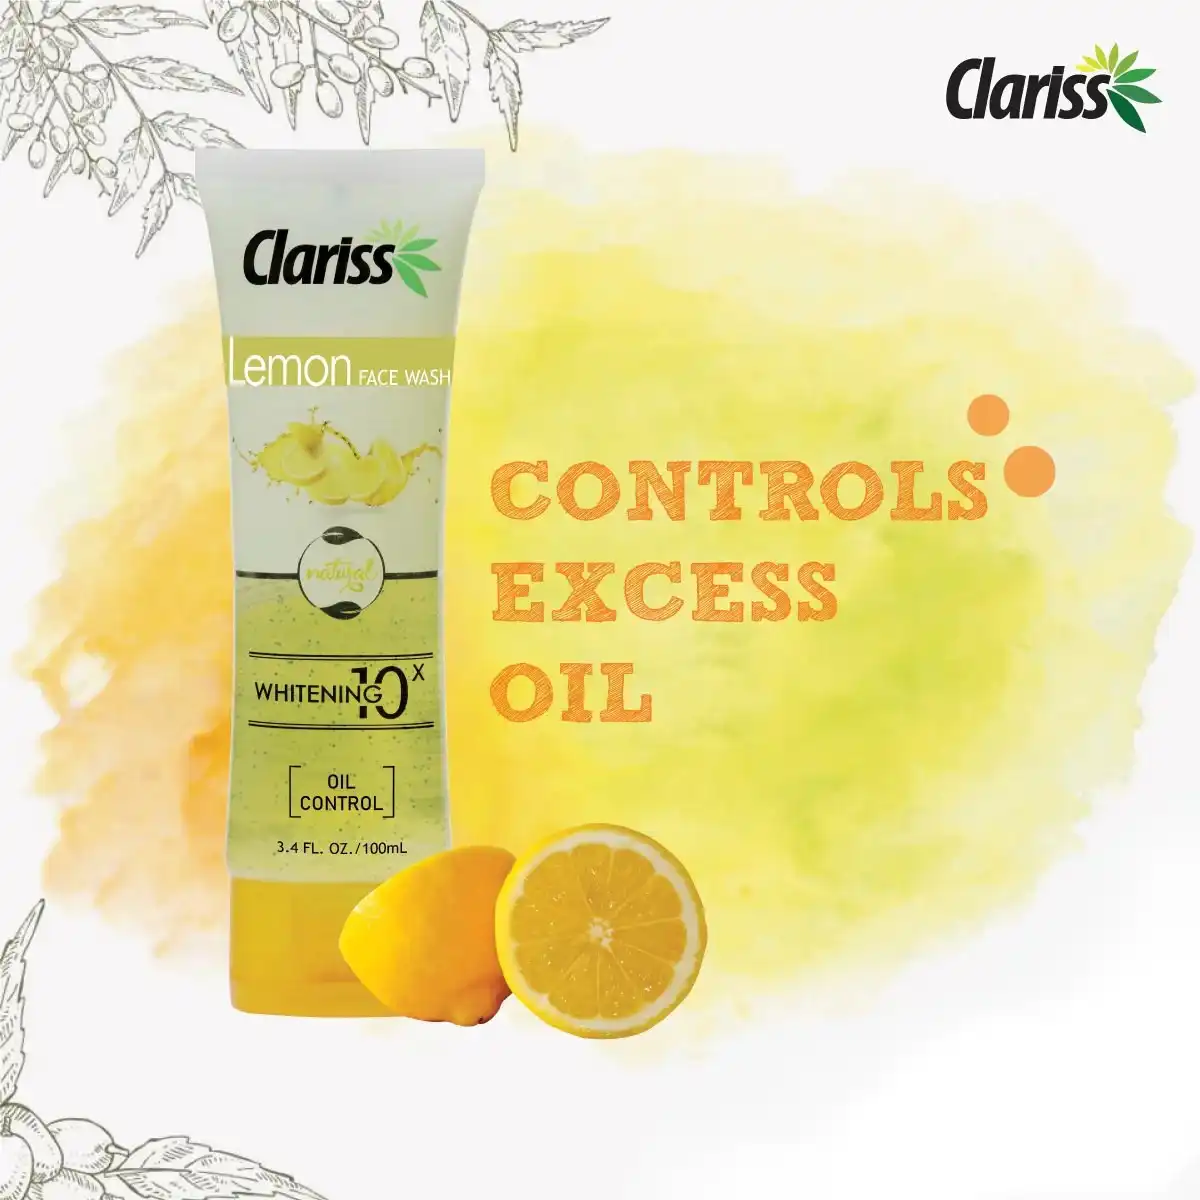 Clariss
Clariss
Lemon FACE WASH
natural
WHITENING 10X
OIL
CONTROL
3.4 FL. OZ./100mL
CONTROLS
EXCESS
OIL